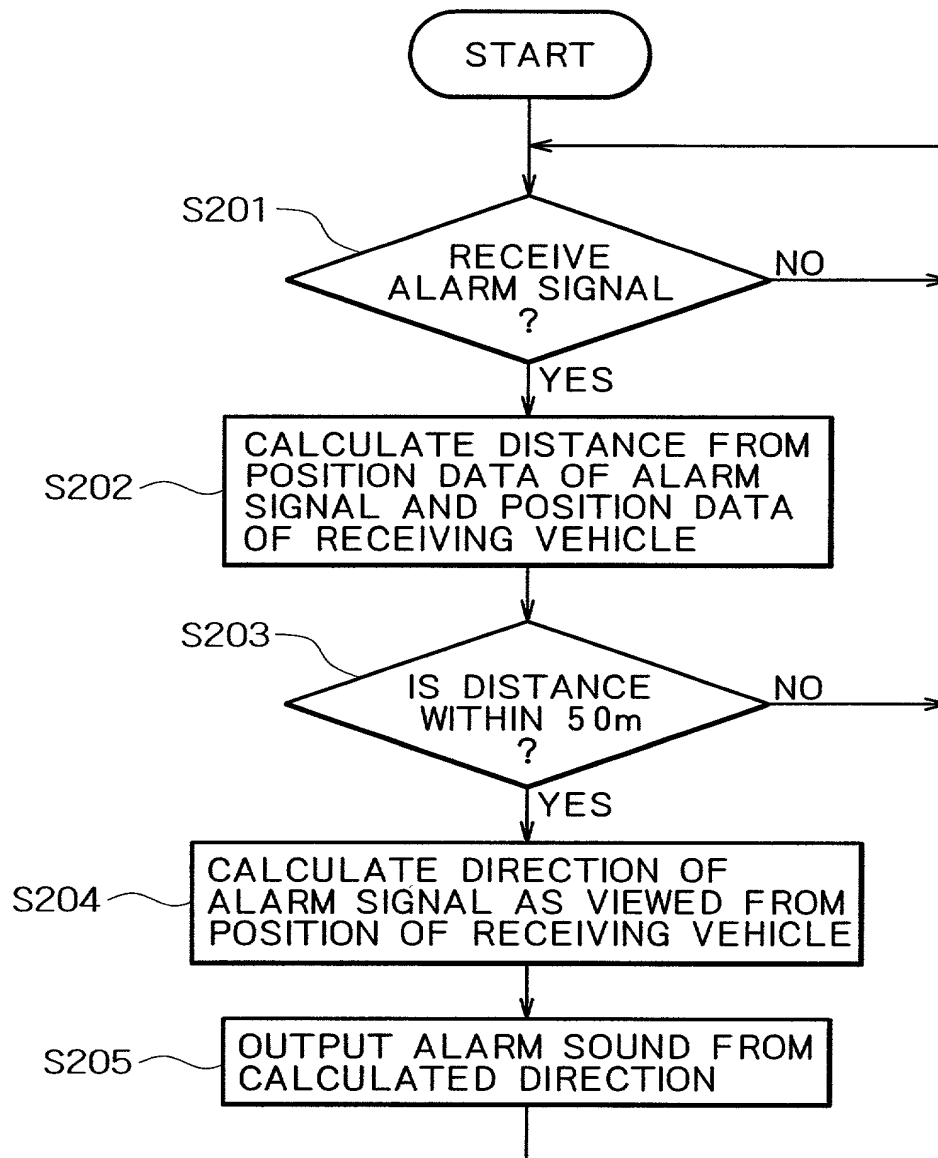 START
S201
RECEIVE
ALARM SIGNAL
?
NO
YES
S202
CALCULATE DISTANCE FROM
POSITION DATA OF ALARM
SIGNAL AND POSITION DATA
OF RECEIVING VEHICLE
S203
IS DISTANCE
WITHIN 50m
?
NO
YES
S204
CALCULATE DIRECTION OF
ALARM SIGNAL AS VIEWED FROM
POSITION OF RECEIVING VEHICLE
S205
OUTPUT ALARM SOUND FROM
CALCULATED DIRECTION